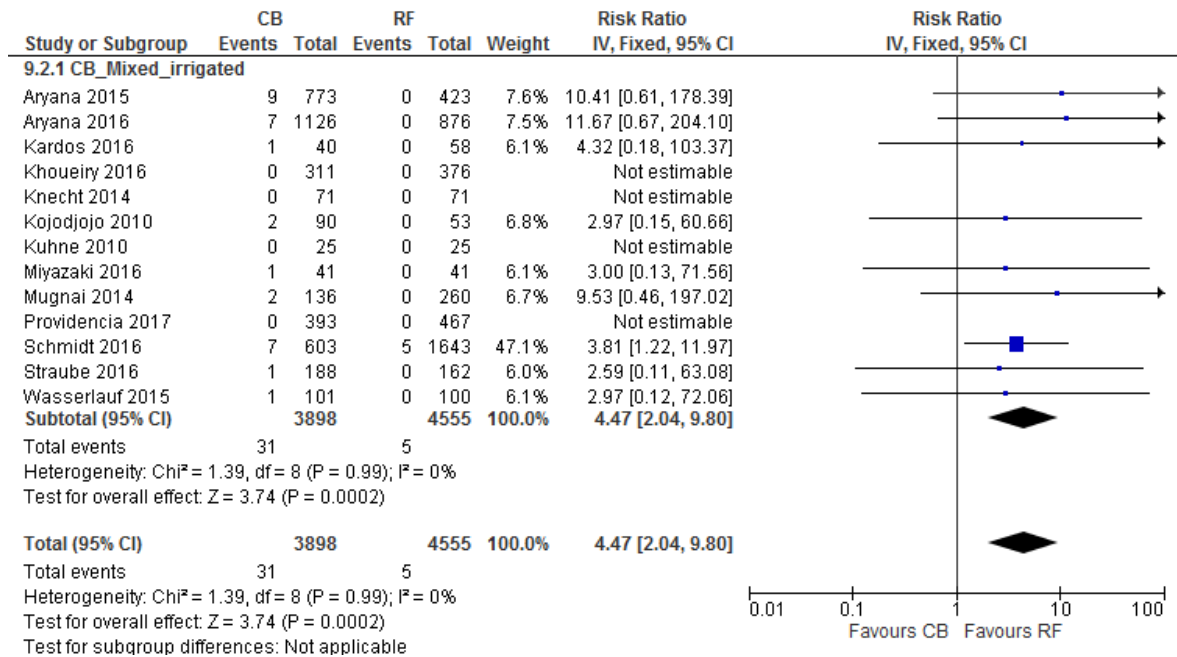 CB RF Risk Ratio Risk Ratio
Study or Subgroup Events Total Events Total Weight IV, Fixed, 95% CI IV, Fixed, 95% CI
9.2.1 CB_Mixed_irrigated
Aryana 2015 9 773 0 423 7.6% 10.41 [0.61, 178.39]
Aryana 2016 7 1126 0 876 7.5% 11.67 [0.67, 204.10]
Kardos 2016 1 40 0 58 6.1% 4.32 [0.18, 103.37]
Khoueiry 2016 0 311 0 376 Not estimable
Knecht 2014 0 71 0 71 Not estimable
Kojodjojo 2010 2 90 0 53 6.8% 2.97 [0.15, 60.66]
Kuhne 2010 0 25 0 25 Not estimable
Miyazaki 2016 1 41 0 41 6.1% 3.00 [0.13, 71.56]
Mugnai 2014 2 136 0 260 6.7% 9.53 [0.46, 197.02]
Providencia 2017 0 393 0 467 Not estimable
Schmidt 2016 7 603 5 1643 47.1% 3.81 [1.22, 11.97]
Straube 2016 1 188 0 162 6.0% 2.59 [0.11, 63.08]
Wasserlauf 2015 1 101 0 100 6.1% 2.97 [0.12, 72.06]
Subtotal (95% CI) 3898 4555 100.0% 4.47 [2.04, 9.80]
Total events 31 5
Heterogeneity: Chi² = 1.39, df = 8 (P = 0.99); I² = 0%
Test for overall effect: Z = 3.74 (P = 0.0002)
Total (95% CI) 3898 4555 100.0% 4.47 [2.04, 9.80]
Total events 31 5
Heterogeneity: Chi² = 1.39, df = 8 (P = 0.99); I² = 0%
Test for overall effect: Z = 3.74 (P = 0.0002)
Test for subgroup differences: Not applicable
0.01 0.1 1 10 100
Favours CB Favours RF